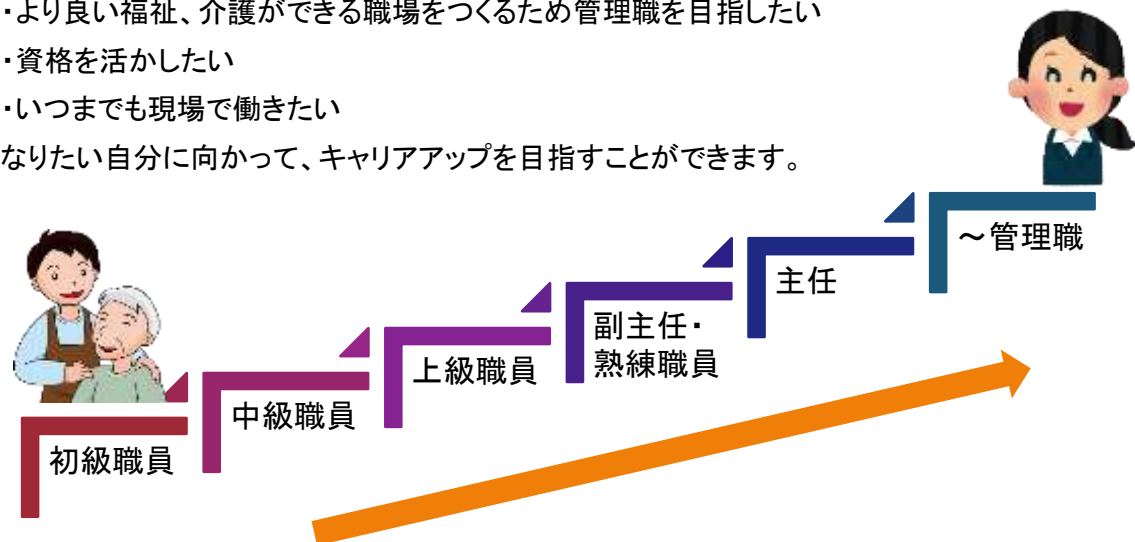 ・より良い福祉、介護ができる職場をつくるため管理職を目指したい
・資格を活かしたい
・いつまでも現場で働きたい
なりたい自分に向かって、キャリアアップを目指すことができます。
～管理職
主任
副主任・
熟練職員
上級職員
中級職員
初級職員